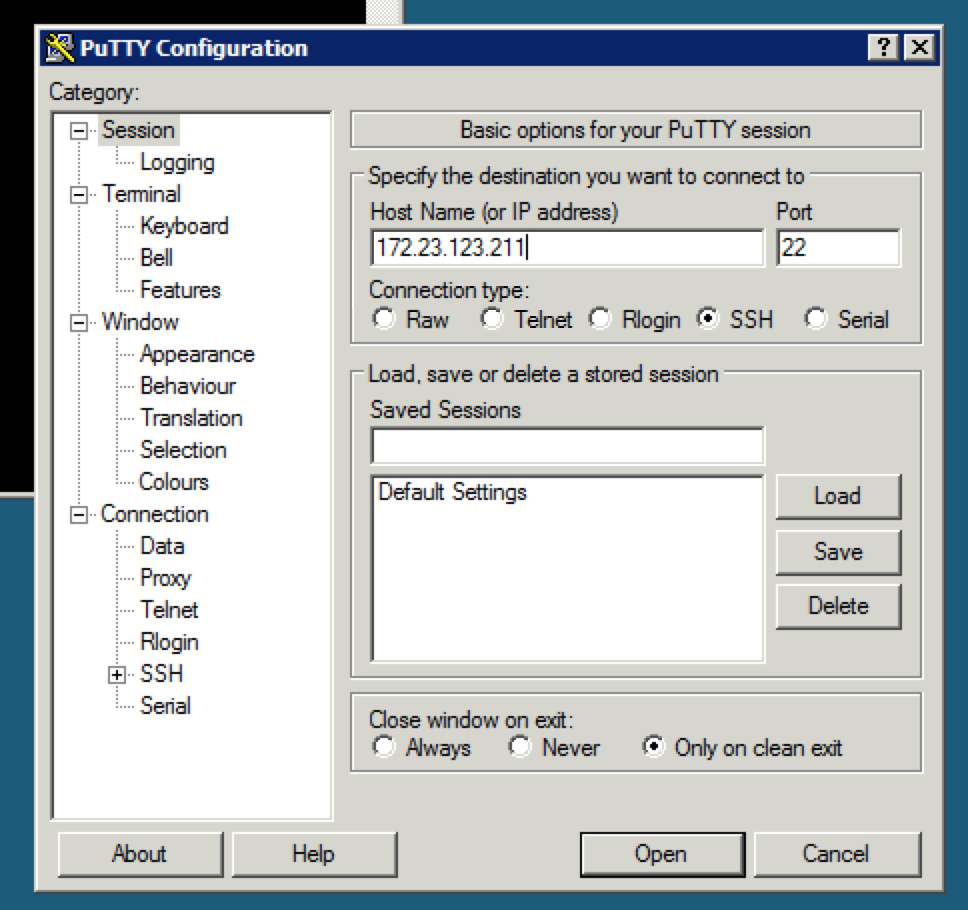 PuTTY Configuration
?
Category:
Session
Logging
Terminal
Keyboard
Bell
Features
Window
Appearance
Behaviour
Translation
Selection
Colours
Connection
Data
Proxy
Telnet
Rlogin
SSH
Serial
Basic options for your PuTTY session
Specify the destination you want to connect to
Host Name (or IP address) Port
172.23.123.211 22
Connection type:
Raw Telnet Rlogin SSH Serial
Load, save or delete a stored session
Saved Sessions
Default Settings
Load
Save
Delete
Close window on exit:
Always Never Only on clean exit
About Help Open Cancel